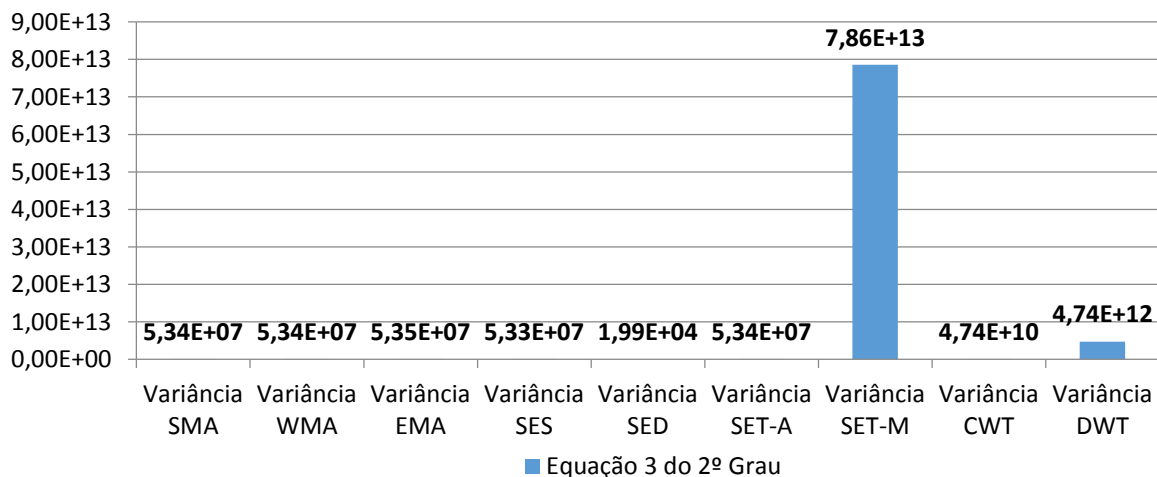 9,00E+13
8,00E+13
7,00E+13
6,00E+13
5,00E+13
4,00E+13
3,00E+13
2,00E+13
1,00E+13
0,00E+00
5,34E+07 5,34E+07 5,35E+07 5,33E+07 1,99E+04 5,34E+07 7,86E+13 4,74E+10 4,74E+12
Variância Variância Variância Variância Variância Variância Variância Variância Variância
SMA WMA EMA SES SED SET-A SET-M CWT DWT
Equação 3 do 2º Grau